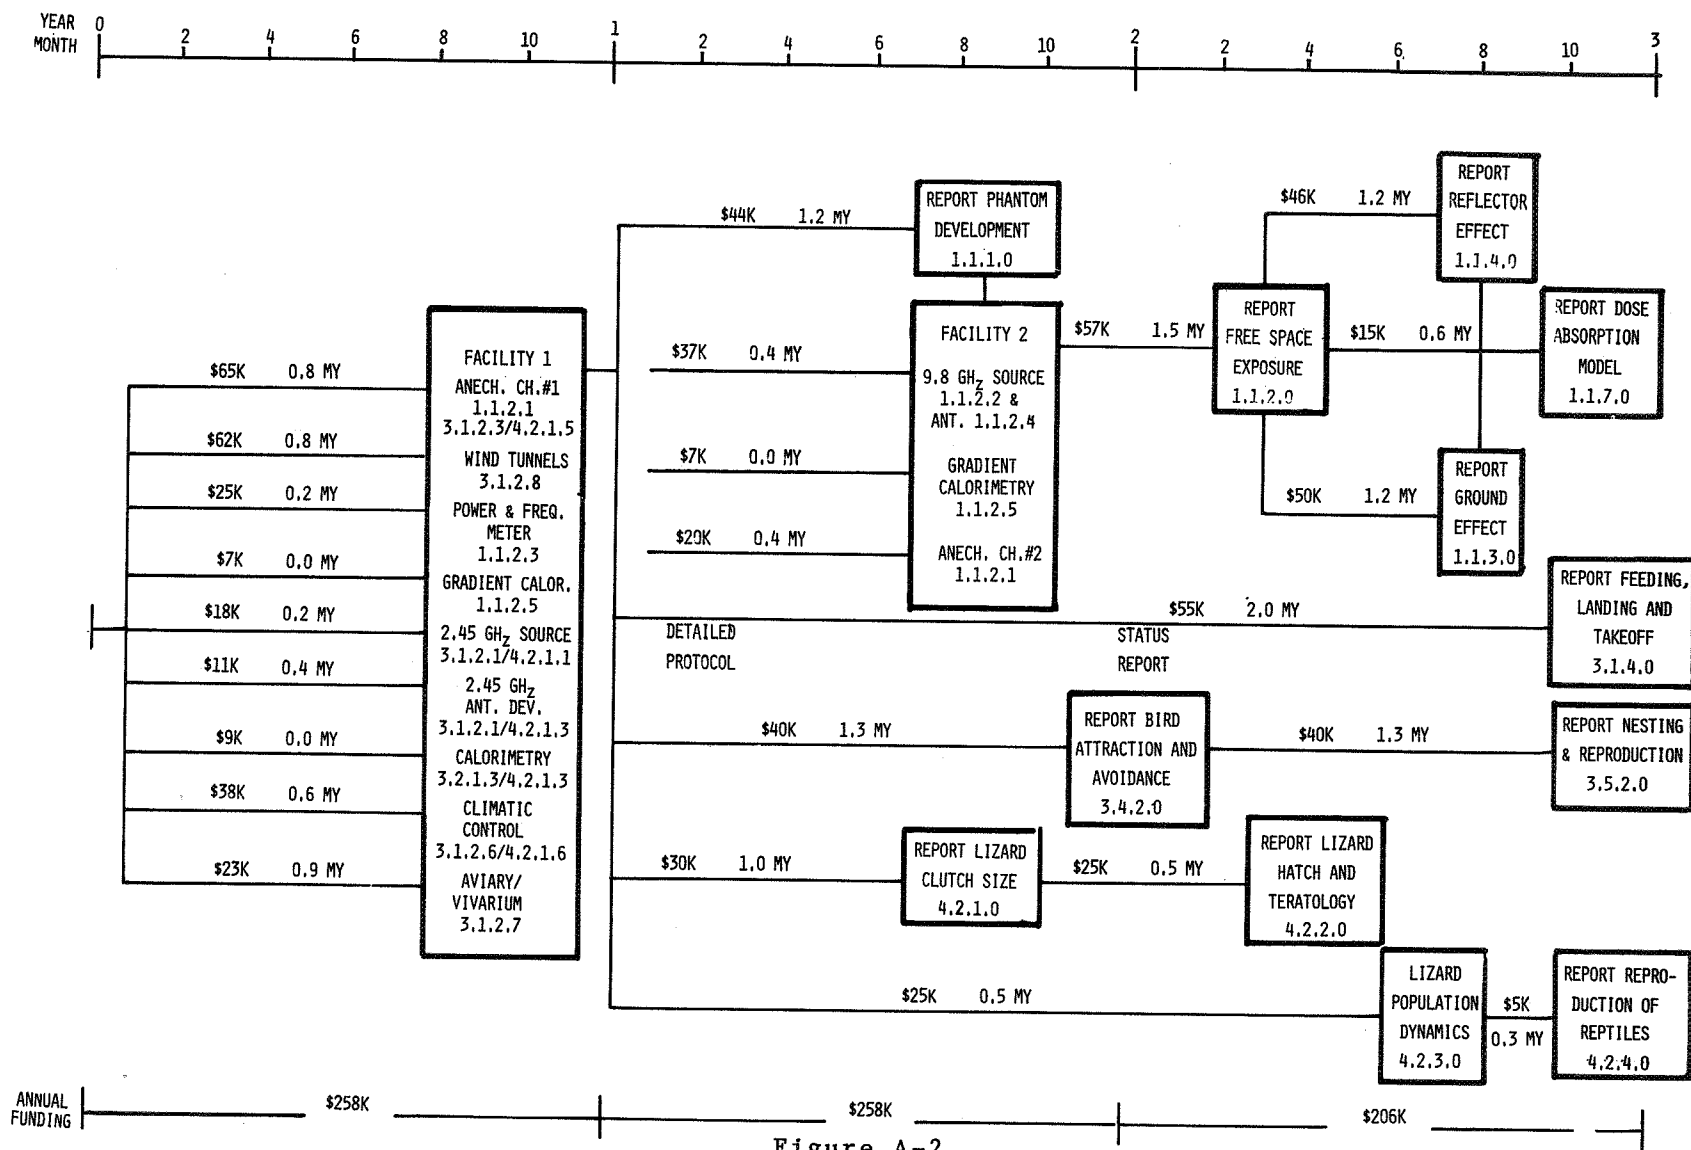 YEAR 0 1 2 3
MONTH 2 4 6 8 10 2 4 6 8 10 2 4 6 8 10
$65K 0.8 MY
$62K 0.8 MY
$25K 0.2 MY
$7K 0.0 MY
$18K 0.2 MY
$11K 0.4 MY
$9K 0.0 MY
$38K 0.6 MY
$23K 0.9 MY
FACILITY 1
ANECH. CH.#1
1.1.2.1
3.1.2.3/4.2.1.5
WIND TUNNELS
3.1.2.8
POWER & FREQ.
METER
1.1.2.3
GRADIENT CALOR.
1.1.2.5
2.45 GHZ SOURCE
3.1.2.1/4.2.1.1
2.45 GHZ
ANT. DEV.
3.1.2.1/4.2.1.3
CALORIMETRY
3.2.1.3/4.2.1.3
CLIMATIC
CONTROL
3.1.2.6/4.2.1.6
AVIARY/
VIVARIUM
3.1.2.7
$44K 1.2 MY
REPORT PHANTOM
DEVELOPMENT
1.1.1.0
$37K 0.4 MY
$7K 0.0 MY
$20K 0.4 MY
FACILITY 2
9.8 GHZ SOURCE
1.1.2.2 &
ANT. 1.1.2.4
GRADIENT
CALORIMETRY
1.1.2.5
ANECH. CH.#2
1.1.2.1
$57K 1.5 MY
REPORT
FREE SPACE
EXPOSURE
1.1.2.0
$46K 1.2 MY
REPORT
REFLECTOR
EFFECT
1.1.4.0
$15K 0.6 MY
REPORT DOSE
ABSORPTION
MODEL
1.1.7.0
$50K 1.2 MY
REPORT
GROUND
EFFECT
1.1.3.0
$55K 2.0 MY
DETAILED
PROTOCOL
STATUS
REPORT
REPORT FEEDING,
LANDING AND
TAKEOFF
3.1.4.0
$40K 1.3 MY
REPORT BIRD
ATTRACTION AND
AVOIDANCE
3.4.2.0
$40K 1.3 MY
REPORT NESTING
& REPRODUCTION
3.5.2.0
$30K 1.0 MY
REPORT LIZARD
CLUTCH SIZE
4.2.1.0
$25K 0.5 MY
REPORT LIZARD
HATCH AND
TERATOLOGY
4.2.2.0
$25K 0.5 MY
LIZARD
POPULATION
DYNAMICS
4.2.3.0
$5K
0.3 MY
REPORT REPRO-
DUCTION OF
REPTILES
4.2.4.0
ANNUAL
FUNDING
$258K
$258K
$206K
Figure A-2